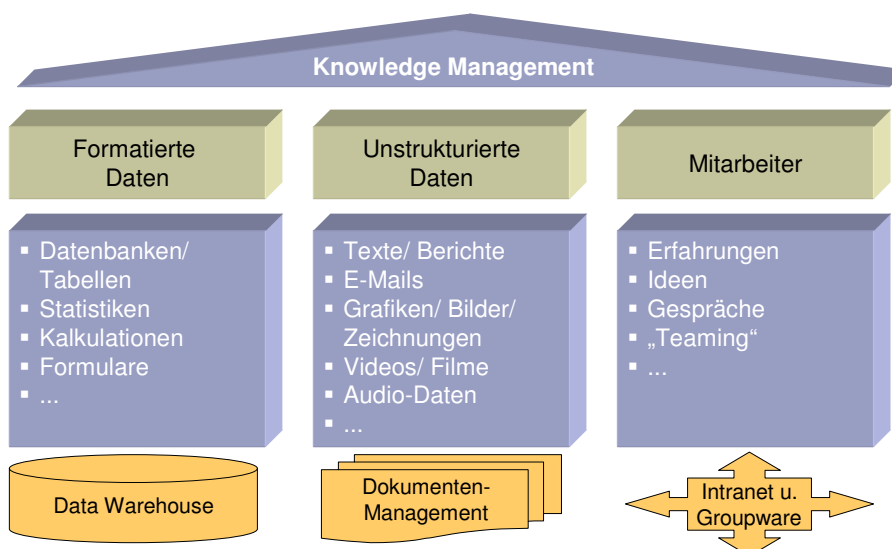 Knowledge Management
Formatierte
Daten
▪ Datenbanken/
Tabellen
▪ Statistiken
▪ Kalkulationen
▪ Formulare
▪ ...
Data Warehouse
Unstrukturierte
Daten
▪ Texte/ Berichte
▪ E-Mails
▪ Grafiken/ Bilder/
Zeichnungen
▪ Videos/ Filme
▪ Audio-Daten
▪ ...
Dokumenten-
Management
Mitarbeiter
▪ Erfahrungen
▪ Ideen
▪ Gespräche
▪ „Teaming“
▪ ...
Intranet u.
Groupware